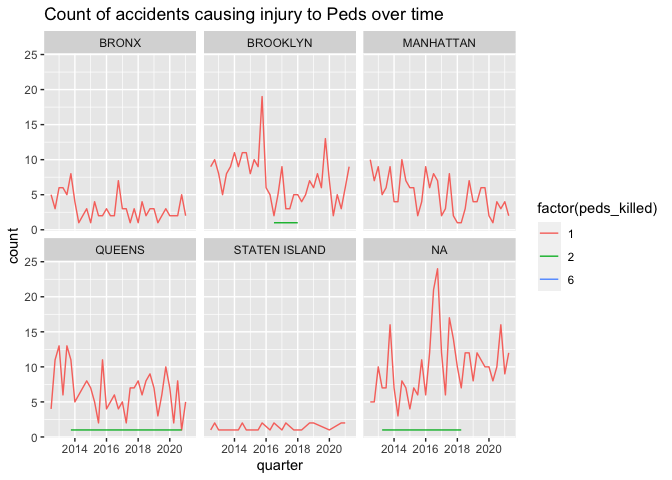 Count of accidents causing injury to Peds over time
BRONX BROOKLYN MANHATTAN
25
20
15
10
5
0
QUEENS STATEN ISLAND NA
25
20
15
10
5
0
2014 2016 2018 2020 2014 2016 2018 2020 2014 2016 2018 2020
quarter
count
factor(peds_killed)
1
2
6